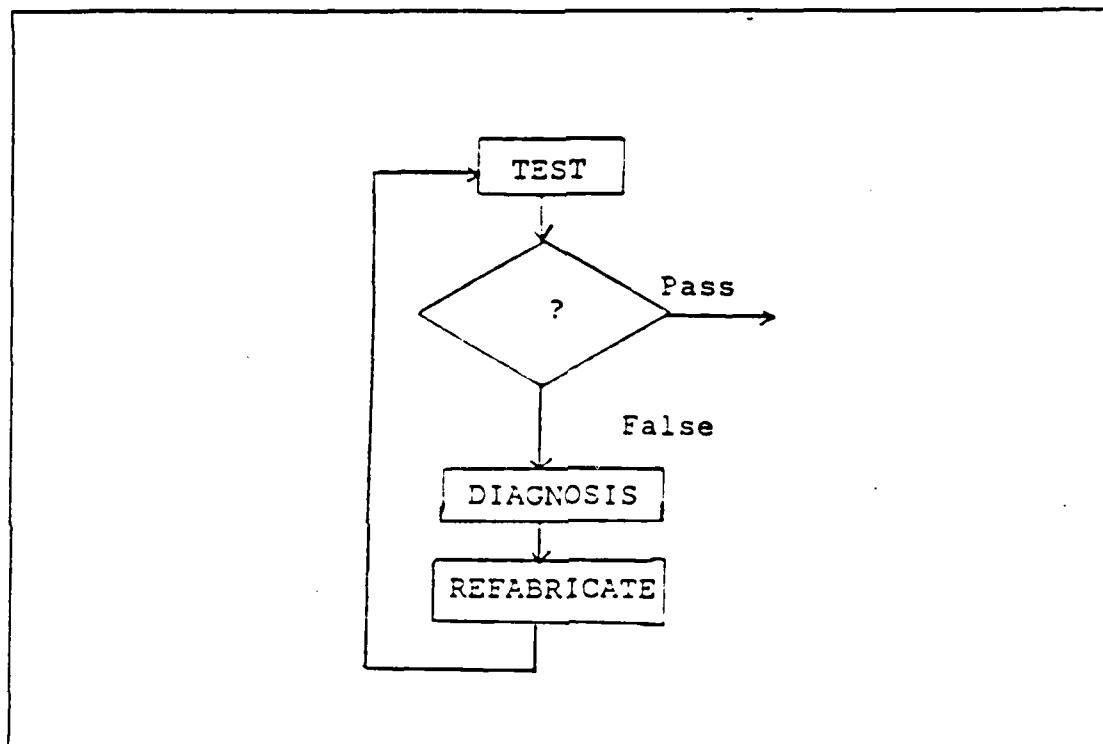 TEST
Pass
?
False
DIAGNOSIS
REFABRICATE